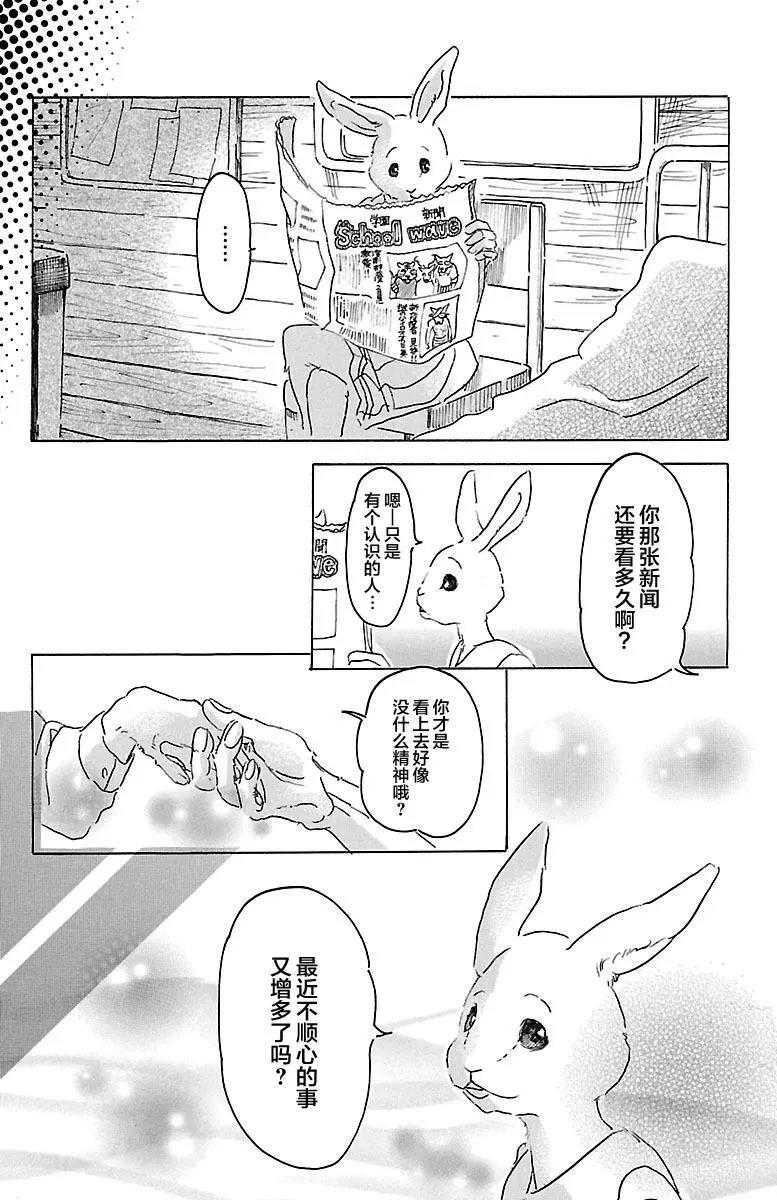 ……
学園
新聞
School wave
你那张新闻
还要看多久啊？
嗯—只是
有个认识的人…
你才是
看上去好像
没什么精神哦？
最近不顺心的事
又增多了吗？